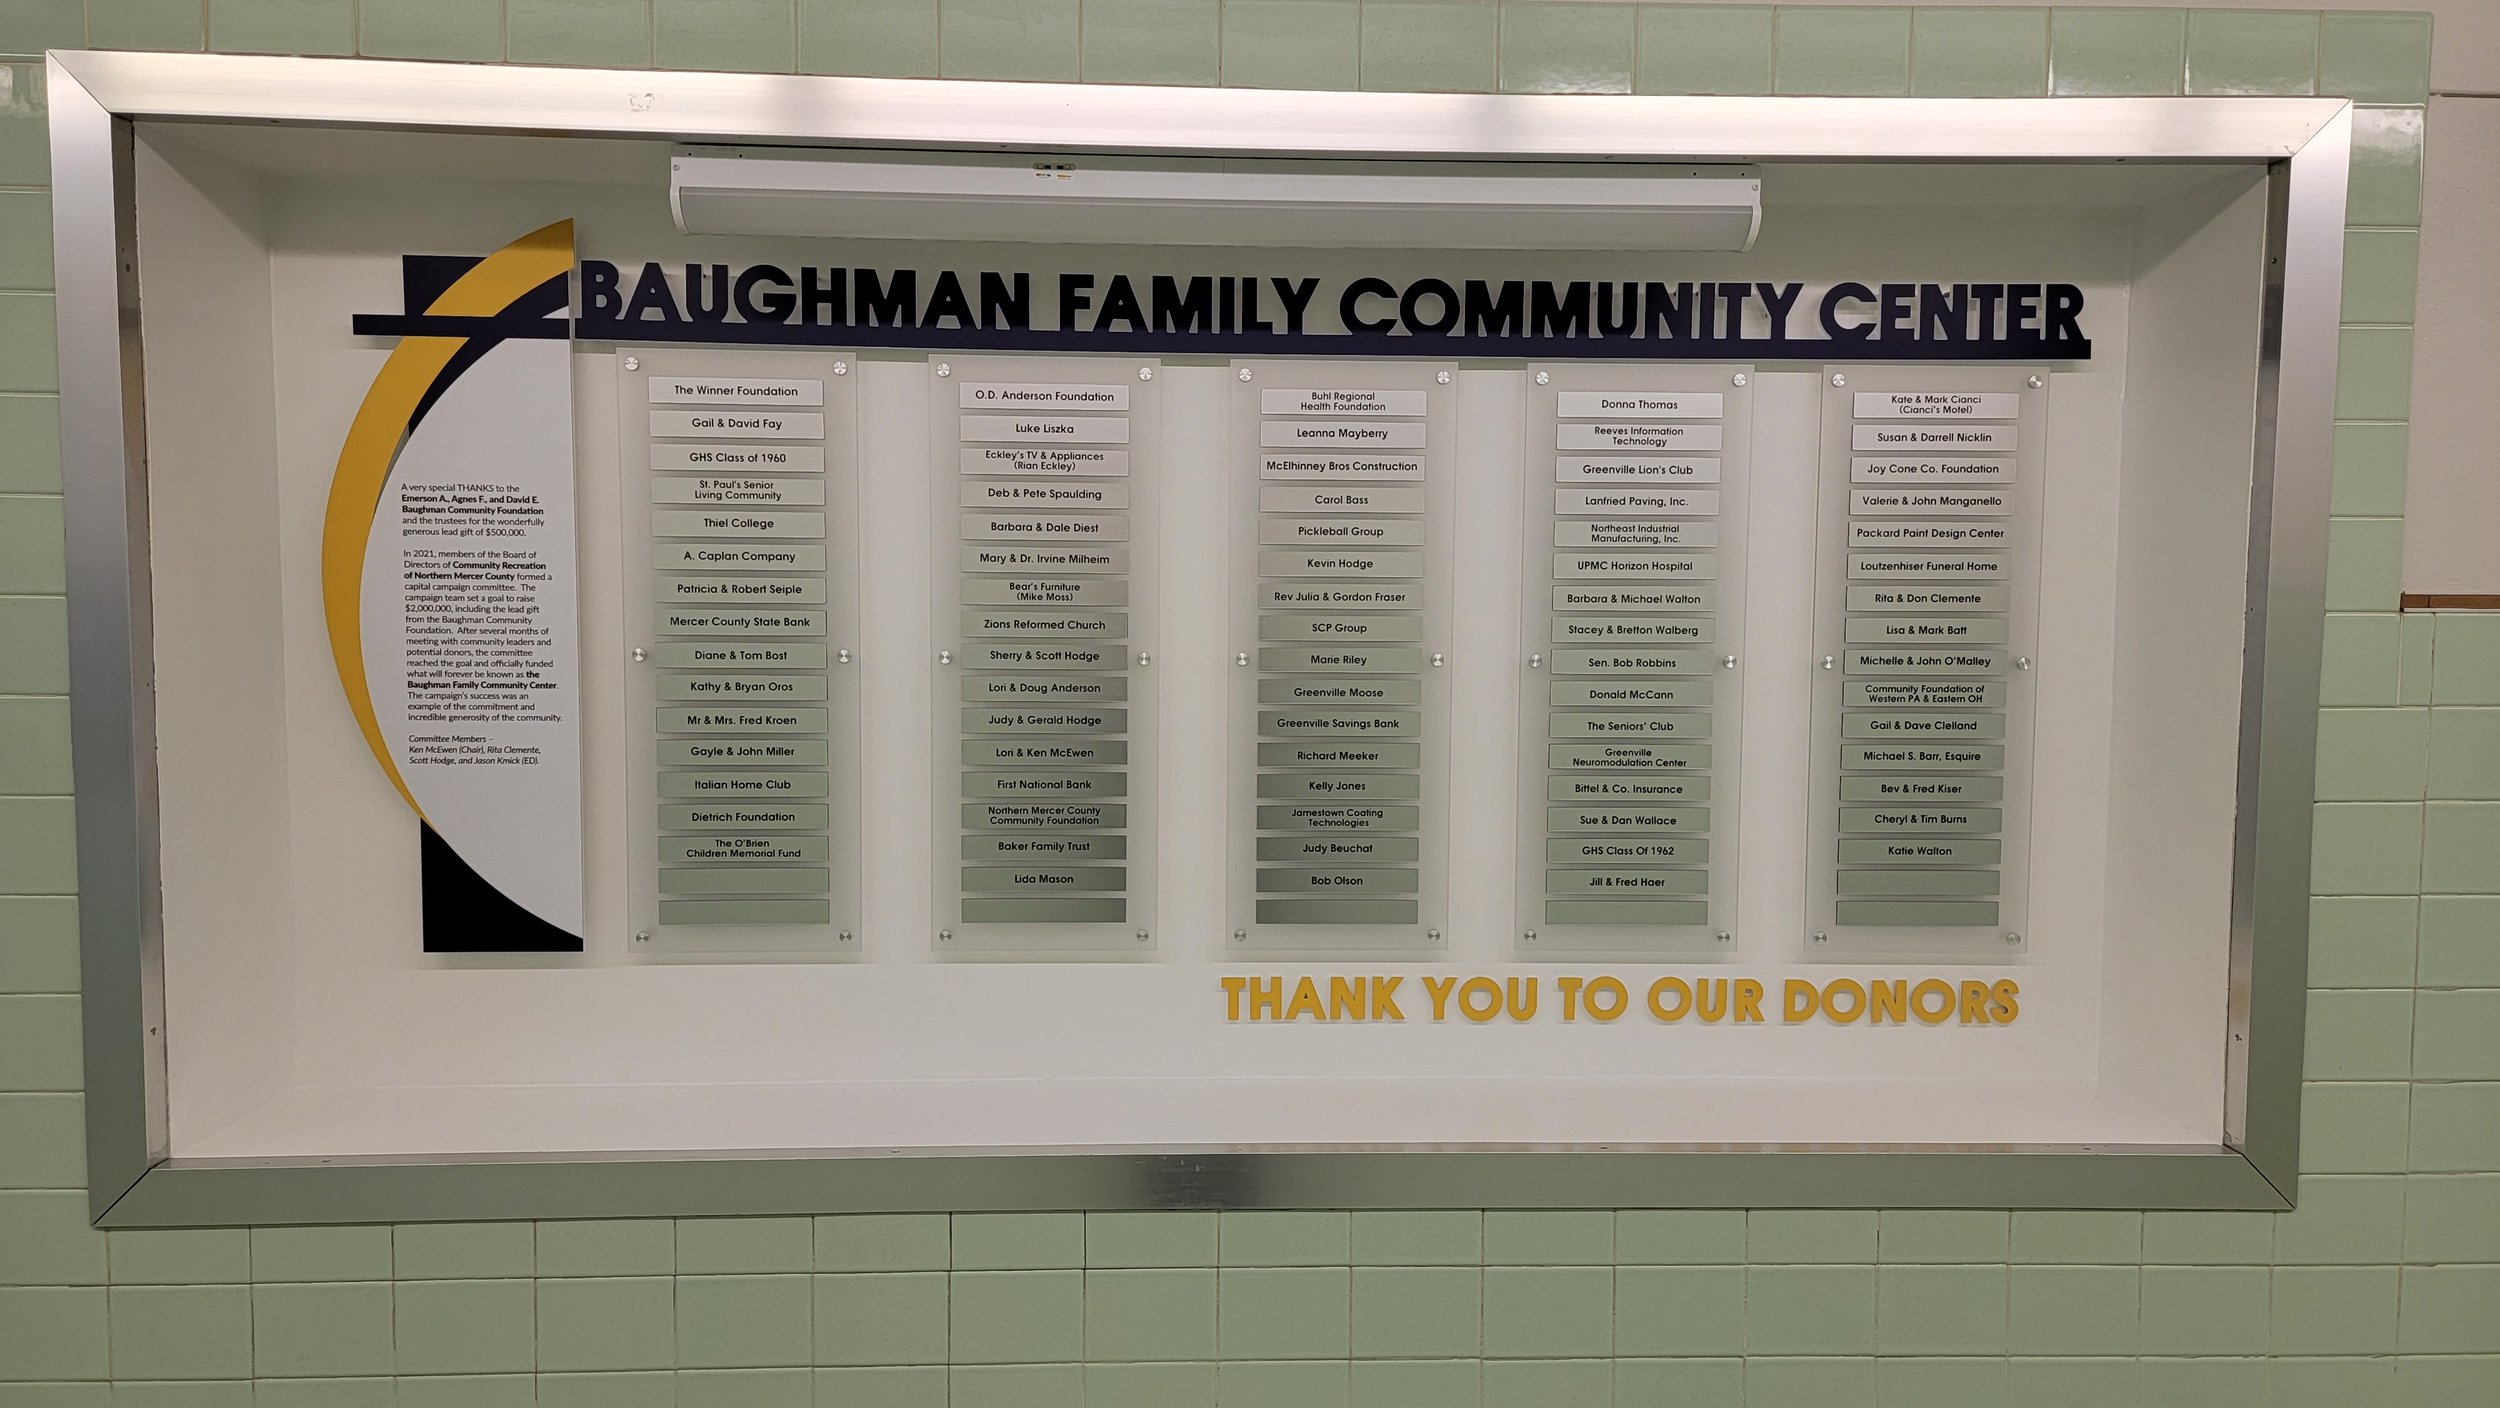 BAUGHMAN FAMILY COMMUNITY CENTER
A very special THANKS to the
Emerson A., Agnes F., and David E.
Baughman Community Foundation
and the trustees for the wonderfully
generous lead gift of $500,000.
In 2021, members of the Board of
Directors of Community Recreation
of Northern Mercer County formed a
capital campaign committee. The
campaign team set a goal to raise
$2,000,000, including the lead gift
from the Baughman Community
Foundation. After several months of
meeting with community leaders and
potential donors, the committee
reached the goal and officially funded
what will forever be known as the
Baughman Family Community Center.
The campaign's success was an
example of the commitment and
incredible generosity of the community.
Committee Members –
Ken McEwen (Chair), Rita Clemente,
Scott Hodge, and Jason Kmick (ED).
The Winner Foundation
Gail & David Fay
GHS Class of 1960
St. Paul's Senior
Living Community
Thiel College
A. Caplan Company
Patricia & Robert Seiple
Mercer County State Bank
Diane & Tom Bost
Kathy & Bryan Oros
Mr & Mrs. Fred Kroen
Gayle & John Miller
Italian Home Club
Dietrich Foundation
The O'Brien
Children Memorial Fund
O.D. Anderson Foundation
Luke Liszka
Eckley's TV & Appliances
(Rian Eckley)
Deb & Pete Spaulding
Barbara & Dale Diest
Mary & Dr. Irvine Milheim
Bear's Furniture
(Mike Moss)
Zions Reformed Church
Sherry & Scott Hodge
Lori & Doug Anderson
Judy & Gerald Hodge
Lori & Ken McEwen
First National Bank
Northern Mercer County
Community Foundation
Baker Family Trust
Lida Mason
Buhl Regional
Health Foundation
Leanna Mayberry
McElhinney Bros Construction
Carol Bass
Pickleball Group
Kevin Hodge
Rev Julia & Gordon Fraser
SCP Group
Marie Riley
Greenville Moose
Greenville Savings Bank
Richard Meeker
Kelly Jones
Jamestown Coating
Technologies
Judy Beuchat
Bob Olson
Donna Thomas
Reeves Information
Technology
Greenville Lion's Club
Lanfried Paving, Inc.
Northeast Industrial
Manufacturing, Inc.
UPMC Horizon Hospital
Barbara & Michael Walton
Stacey & Bretton Walberg
Sen. Bob Robbins
Donald McCann
The Seniors' Club
Greenville
Neuromodulation Center
Bittel & Co. Insurance
Sue & Dan Wallace
GHS Class Of 1962
Jill & Fred Haer
Kate & Mark Cianci
(Cianci's Motel)
Susan & Darrell Nicklin
Joy Cone Co. Foundation
Valerie & John Manganello
Packard Paint Design Center
Loutzenhiser Funeral Home
Rita & Don Clemente
Lisa & Mark Batt
Michelle & John O'Malley
Community Foundation of
Western PA & Eastern OH
Gail & Dave Clelland
Michael S. Barr, Esquire
Bev & Fred Kiser
Cheryl & Tim Burns
Katie Walton
THANK YOU TO OUR DONORS